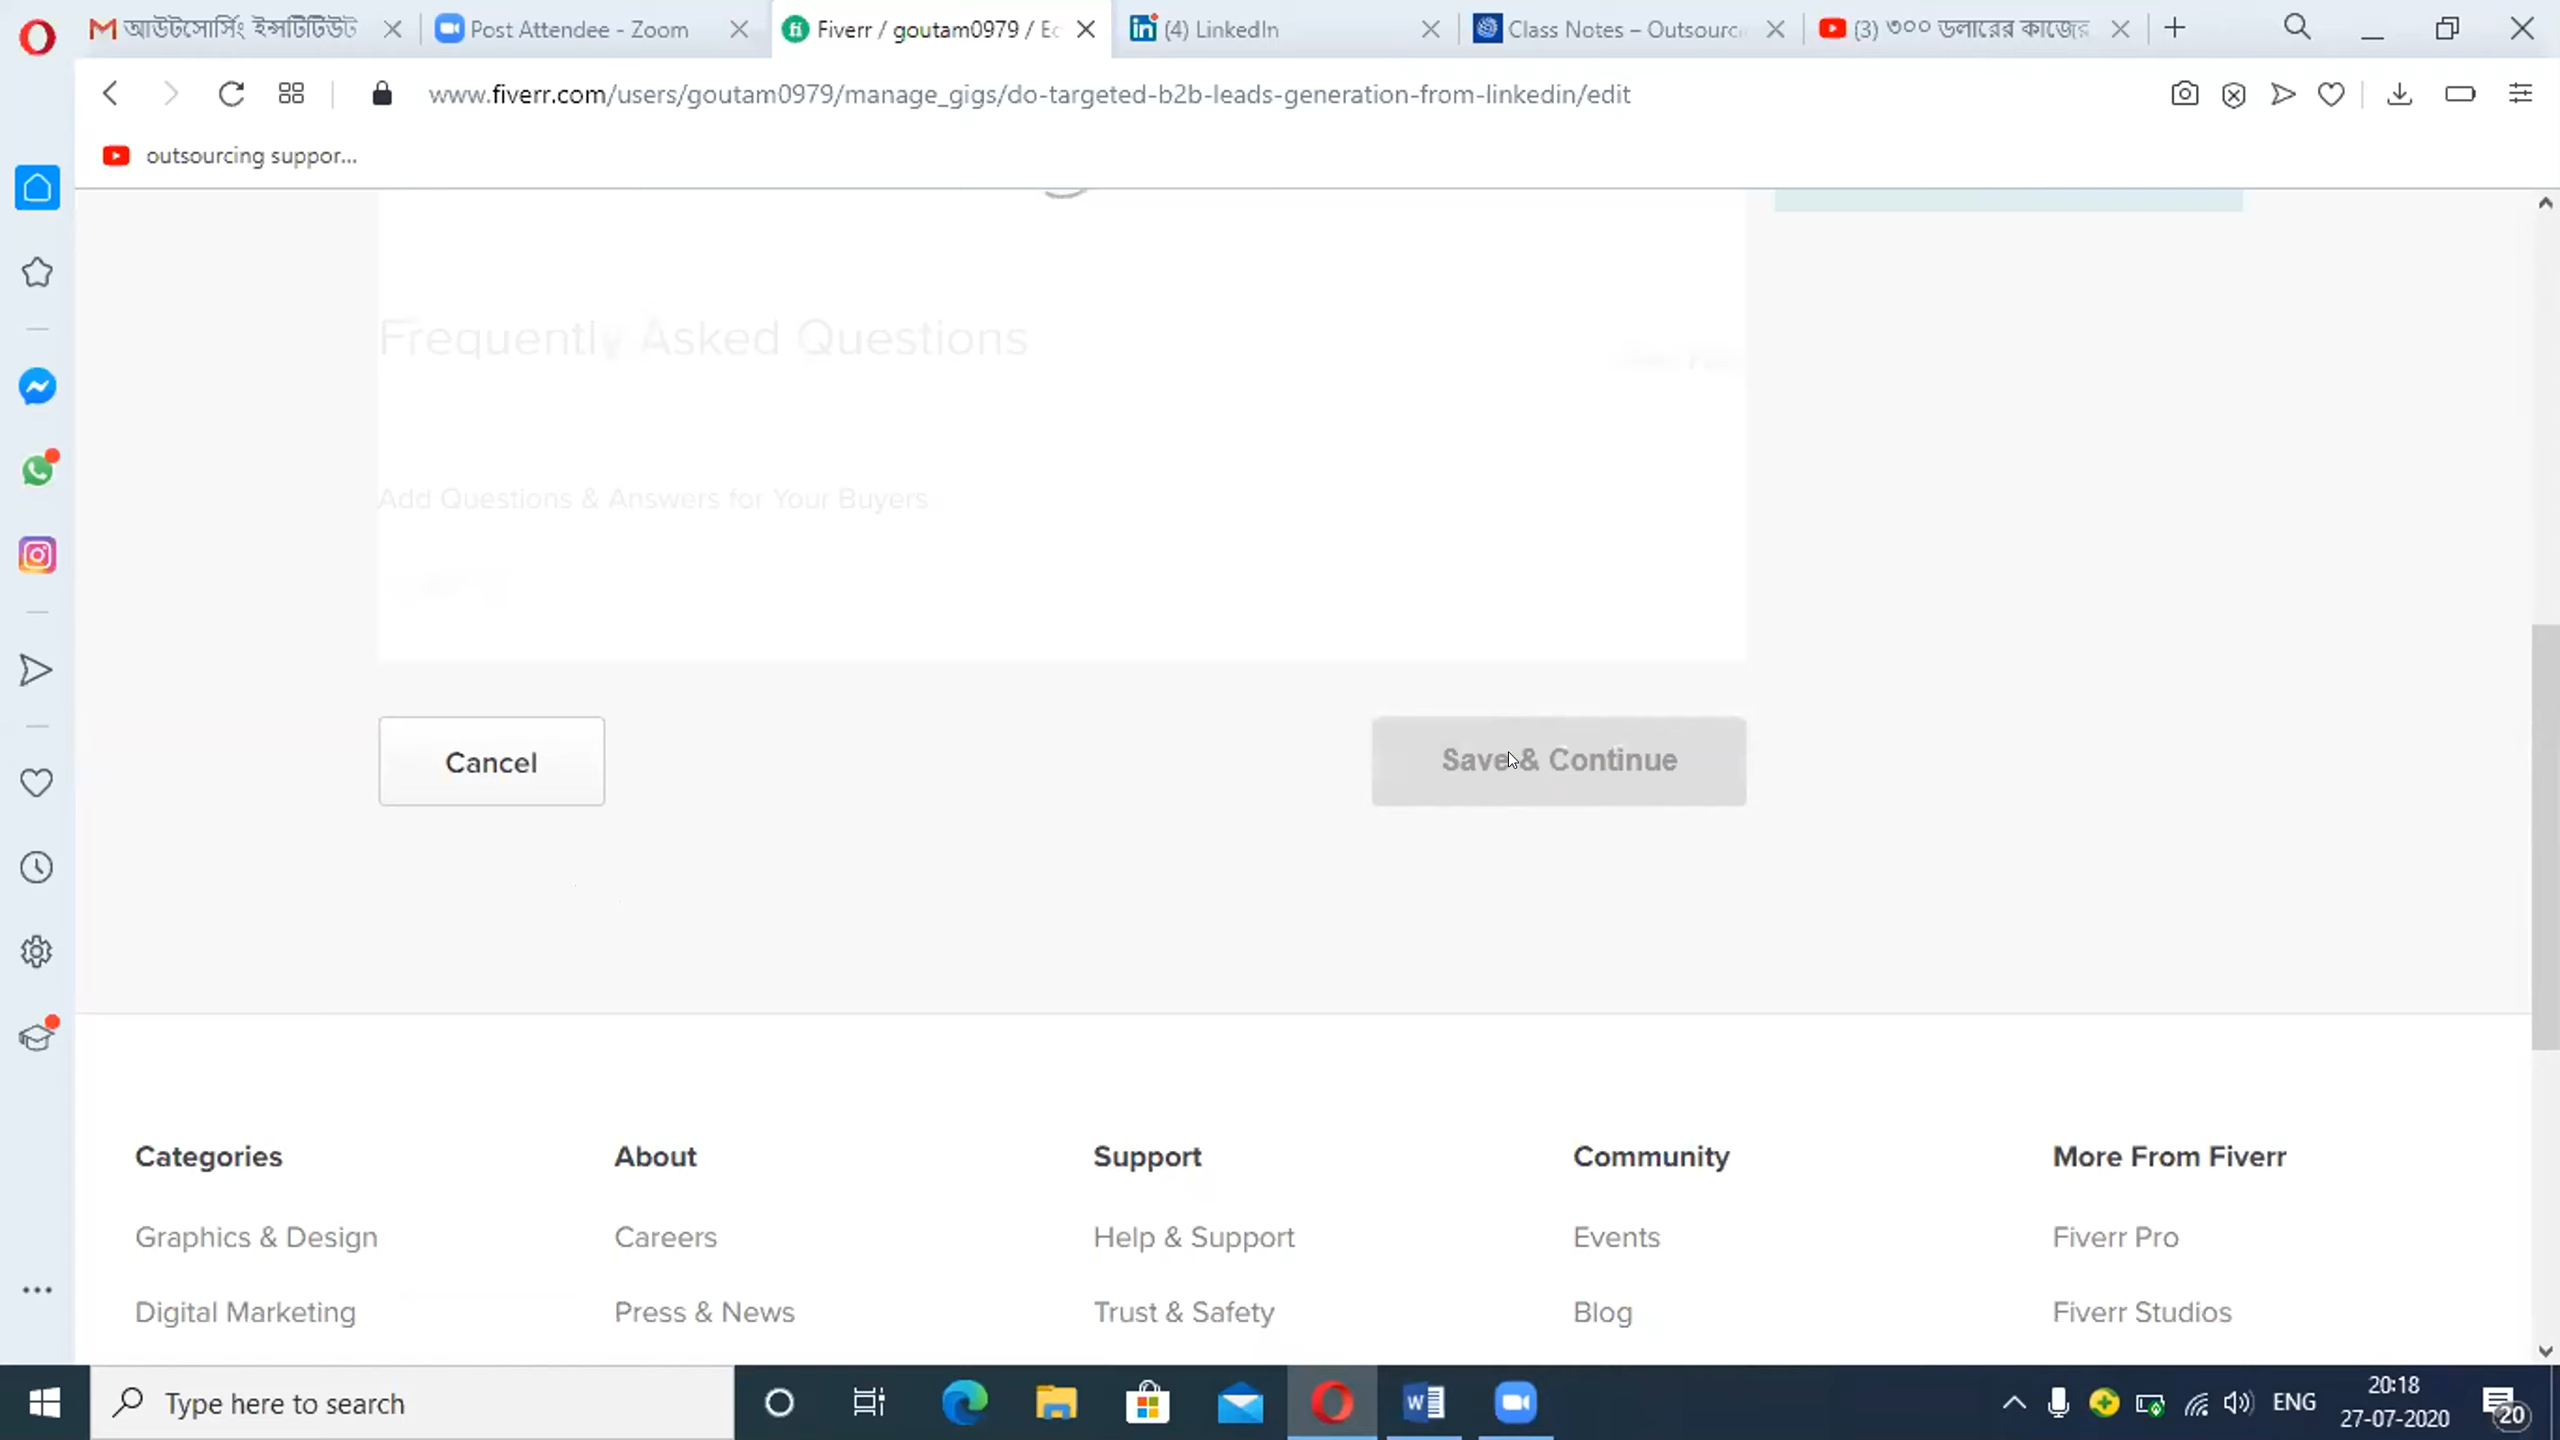 আউটসোর্সিং ইন্সটিটিউট
Post Attendee - Zoom
Fiverr / goutam0979 / Ec
(4) LinkedIn
Class Notes – Outsourci
(3) ৩০০ ডলারের কাজের
www.fiverr.com/users/goutam0979/manage_gigs/do-targeted-b2b-leads-generation-from-linkedin/edit
outsourcing suppor...
Frequently Asked Questions
Add Questions & Answers for Your Buyers
Cancel
Save & Continue
Categories
About
Support
Community
More From Fiverr
Graphics & Design
Careers
Help & Support
Events
Fiverr Pro
Digital Marketing
Press & News
Trust & Safety
Blog
Fiverr Studios
Type here to search
ENG
20:18
27-07-2020
20